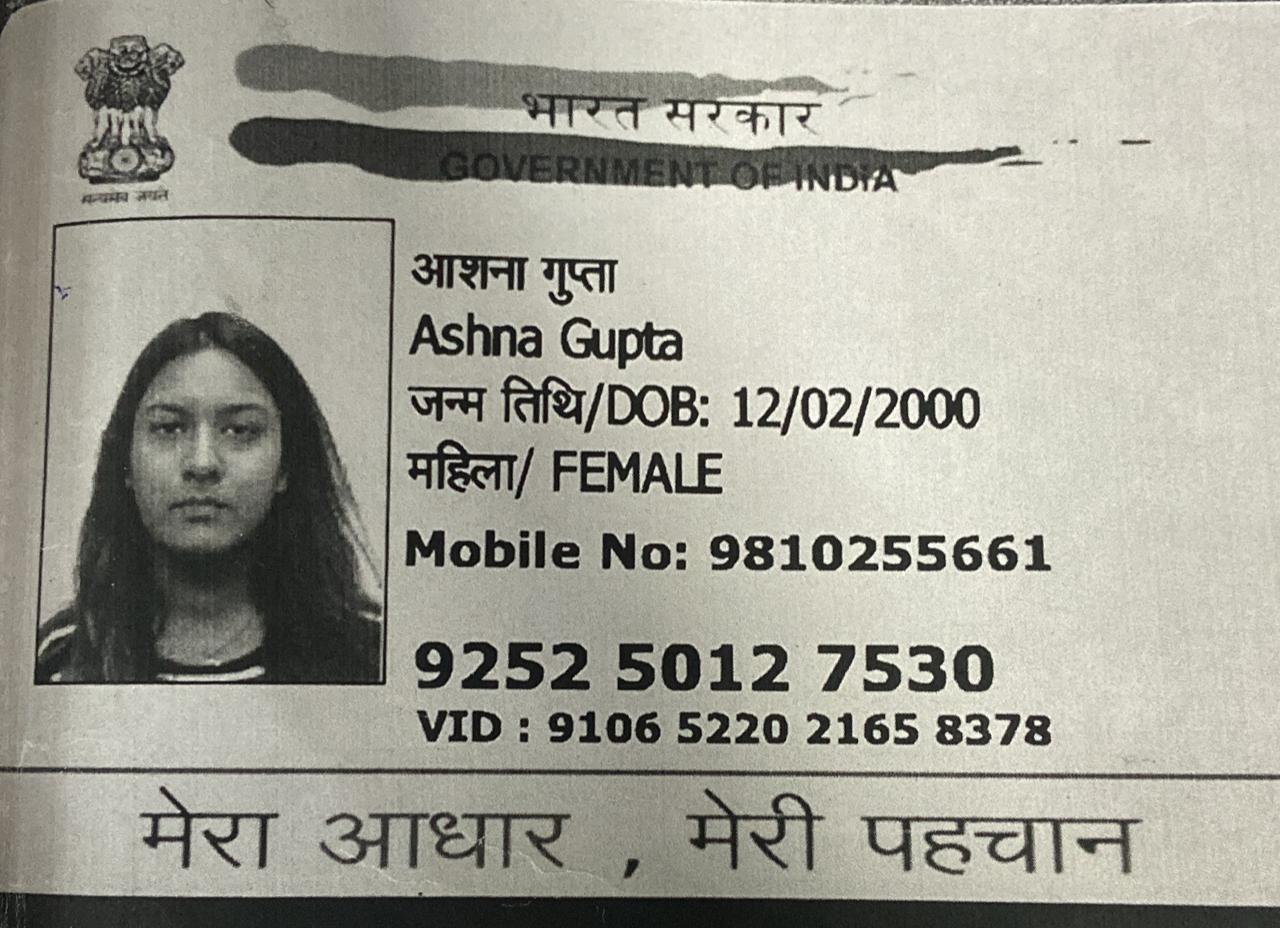 भारत सरकार
GOVERNMENT OF INDIA
सत्यमेव जयते
आशना गुप्ता
Ashna Gupta
जन्म तिथि/DOB: 12/02/2000
महिला/ FEMALE
Mobile No: 9810255661
9252 5012 7530
VID : 9106 5220 2165 8378
मेरा आधार , मेरी पहचान